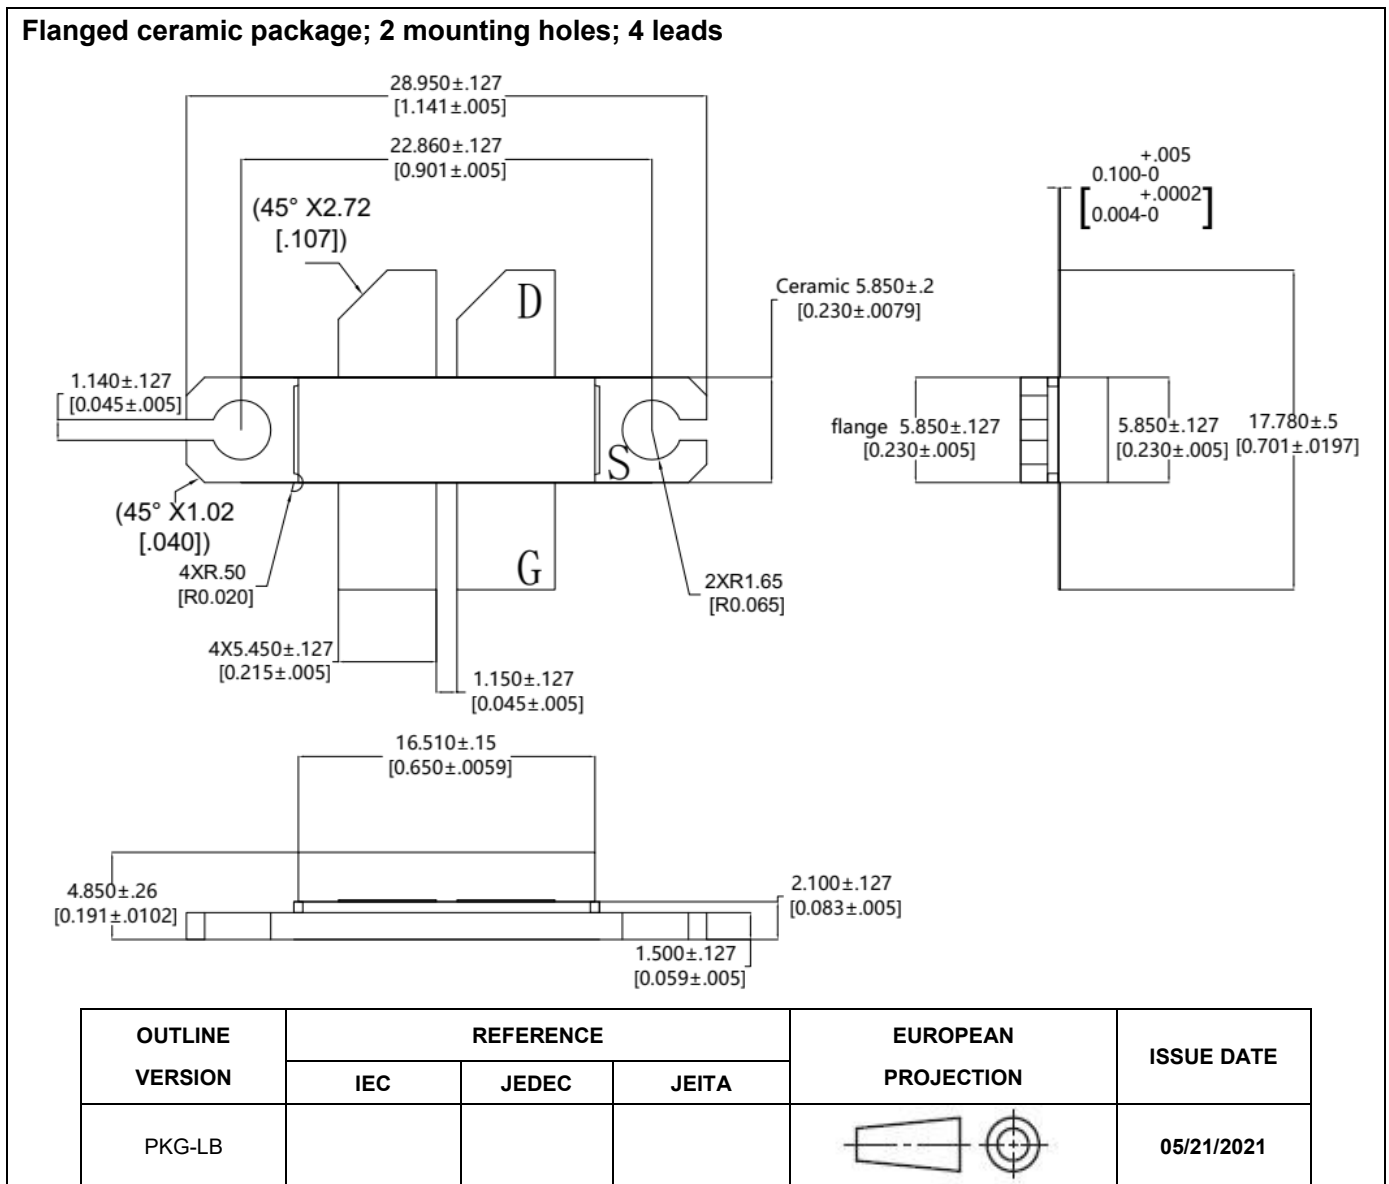 Flanged ceramic package; 2 mounting holes; 4 leads
28.950±.127
[1.141±.005]
22.860±.127
[0.901±.005]
+.005
0.100-0
+.0002
[0.004-0]
(45° X2.72
[.107])
D
Ceramic 5.850±.2
[0.230±.0079]
1.140±.127
[0.045±.005]
flange 5.850±.127
[0.230±.005]
5.850±.127
[0.230±.005]
17.780±.5
[0.701±.0197]
S
(45° X1.02
[.040])
4XR.50
[R0.020]
G
2XR1.65
[R0.065]
4X5.450±.127
[0.215±.005]
1.150±.127
[0.045±.005]
16.510±.15
[0.650±.0059]
4.850±.26
[0.191±.0102]
2.100±.127
[0.083±.005]
1.500±.127
[0.059±.005]
OUTLINE
VERSION
REFERENCE
EUROPEAN
PROJECTION
ISSUE DATE
IEC JEDEC JEITA
PKG-LB
05/21/2021